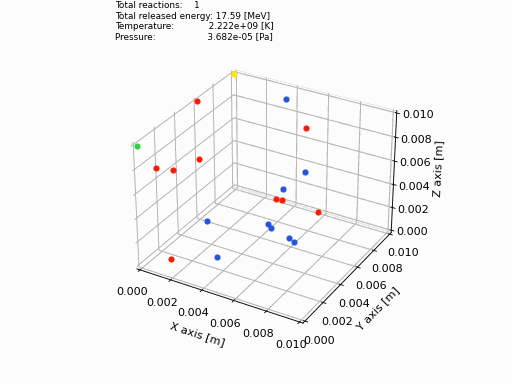 Total reactions: 1
Total released energy: 17.59 [MeV]
Temperature: 2.222e+09 [K]
Pressure: 3.682e-05 [Pa]
0.010
0.008
0.006
0.004
0.002
0.000
Z axis [m]
0.010
0.008
0.006
0.004
0.002
0.000
Y axis [m]
0.000
0.002
0.004
0.006
0.008
0.010
X axis [m]